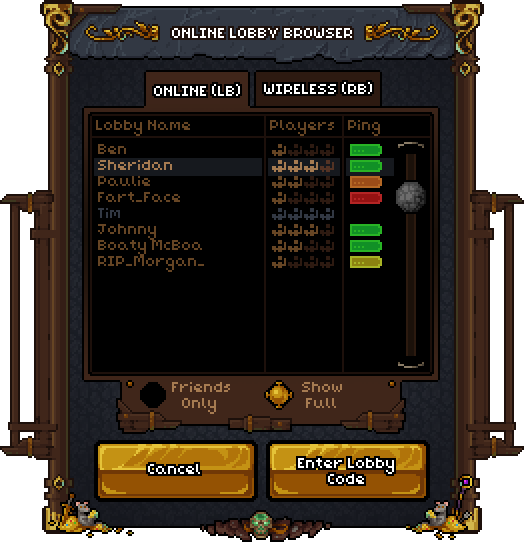 ONLINE LOBBY BROWSER
ONLINE (LB) WIRELESS (RB)
Lobby Name Players Ping
Ben
Sheridan
Paulie
Fart_Face
Tim
Johnny
Boaty McBoa
RIP_Morgan_
Friends Only
Show Full
Cancel
Enter Lobby
Code